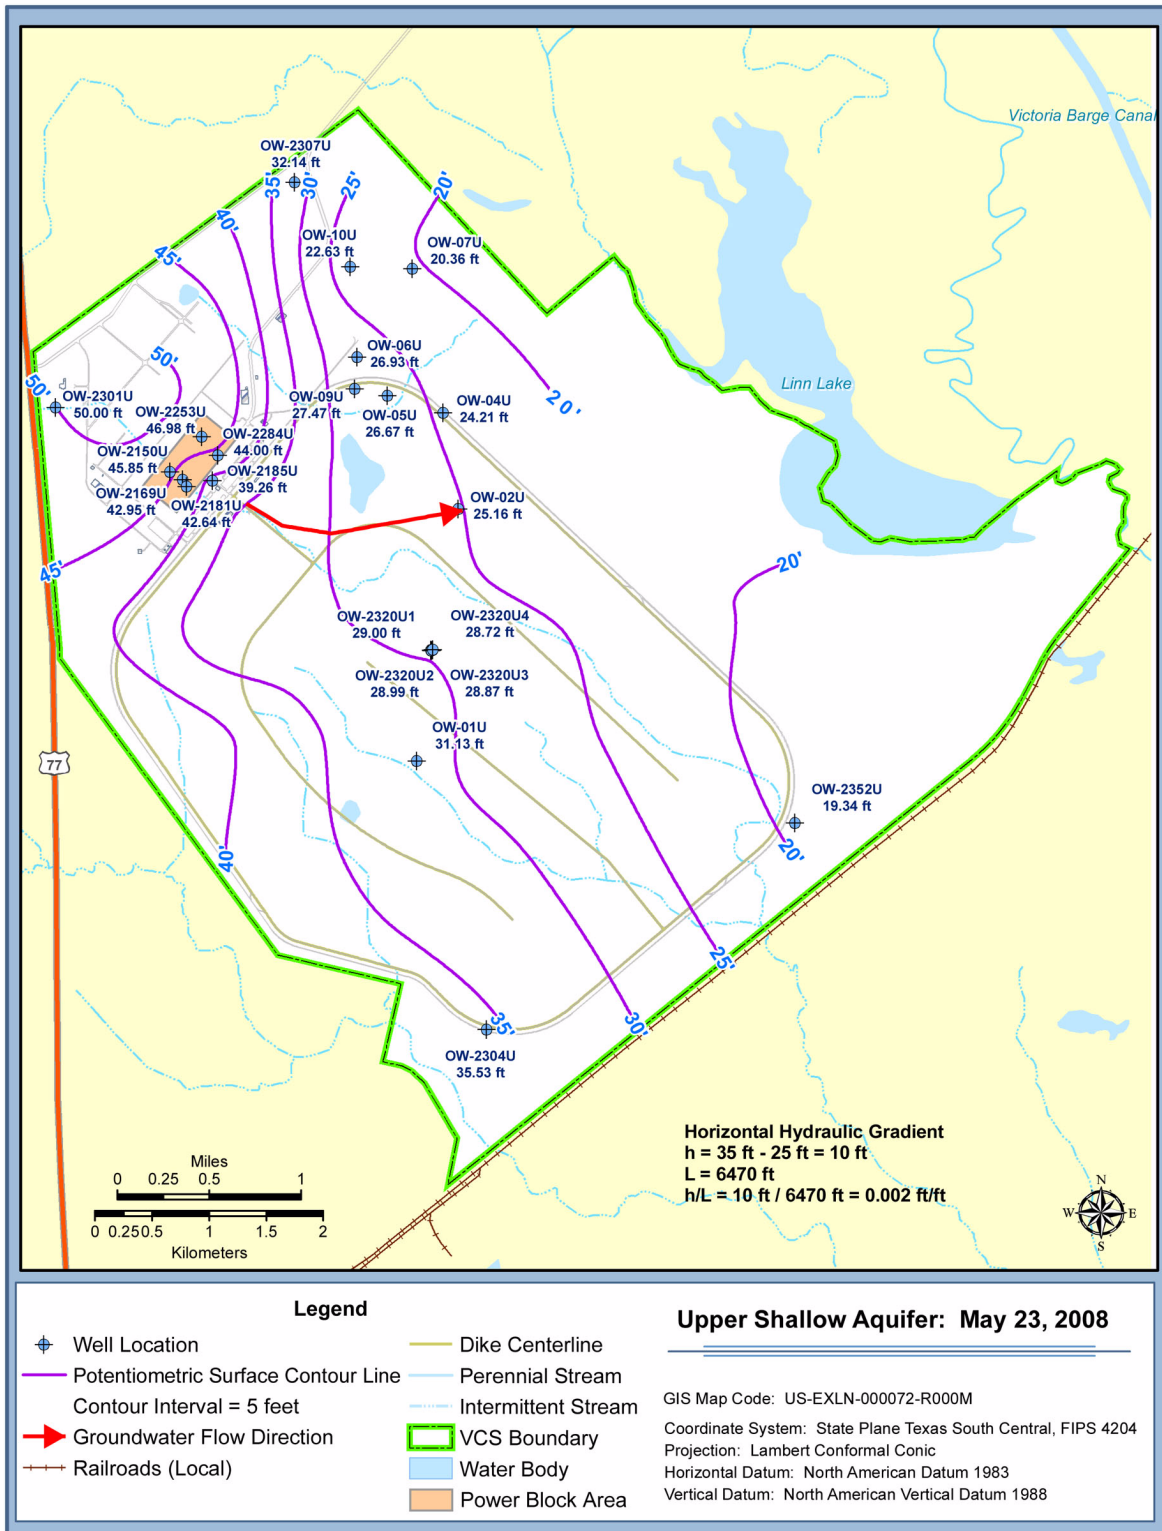 Victoria Barge Canal
OW-2307U
32.14 ft
35'
30'
25'
20'
40'
OW-10U
22.63 ft
OW-07U
20.36 ft
45'
50'
OW-06U
26.93 ft
Linn Lake
50'
OW-2301U
50.00 ft
OW-2253U
46.98 ft
OW-09U
27.47 ft
OW-05U
26.67 ft
OW-04U
24.21 ft
20'
OW-2284U
44.00 ft
OW-2150U
45.85 ft
OW-2185U
39.26 ft
OW-2169U
42.95 ft
OW-2181U
42.64 ft
OW-02U
25.16 ft
45'
20'
OW-2320U1
29.00 ft
OW-2320U4
28.72 ft
OW-2320U2
28.99 ft
OW-2320U3
28.87 ft
OW-01U
31.13 ft
77
OW-2352U
19.34 ft
40'
20'
25'
35'
30'
OW-2304U
35.53 ft
Horizontal Hydraulic Gradient
h = 35 ft - 25 ft = 10 ft
L = 6470 ft
h/L = 10 ft / 6470 ft = 0.002 ft/ft
Miles
0 0.25 0.5 1
0 0.25 0.5 1 1.5 2
Kilometers
N
W E
S
Legend
Well Location
Potentiometric Surface Contour Line
Contour Interval = 5 feet
Groundwater Flow Direction
Railroads (Local)
Dike Centerline
Perennial Stream
Intermittent Stream
VCS Boundary
Water Body
Power Block Area
Upper Shallow Aquifer: May 23, 2008
GIS Map Code: US-EXLN-000072-R000M
Coordinate System: State Plane Texas South Central, FIPS 4204
Projection: Lambert Conformal Conic
Horizontal Datum: North American Datum 1983
Vertical Datum: North American Vertical Datum 1988